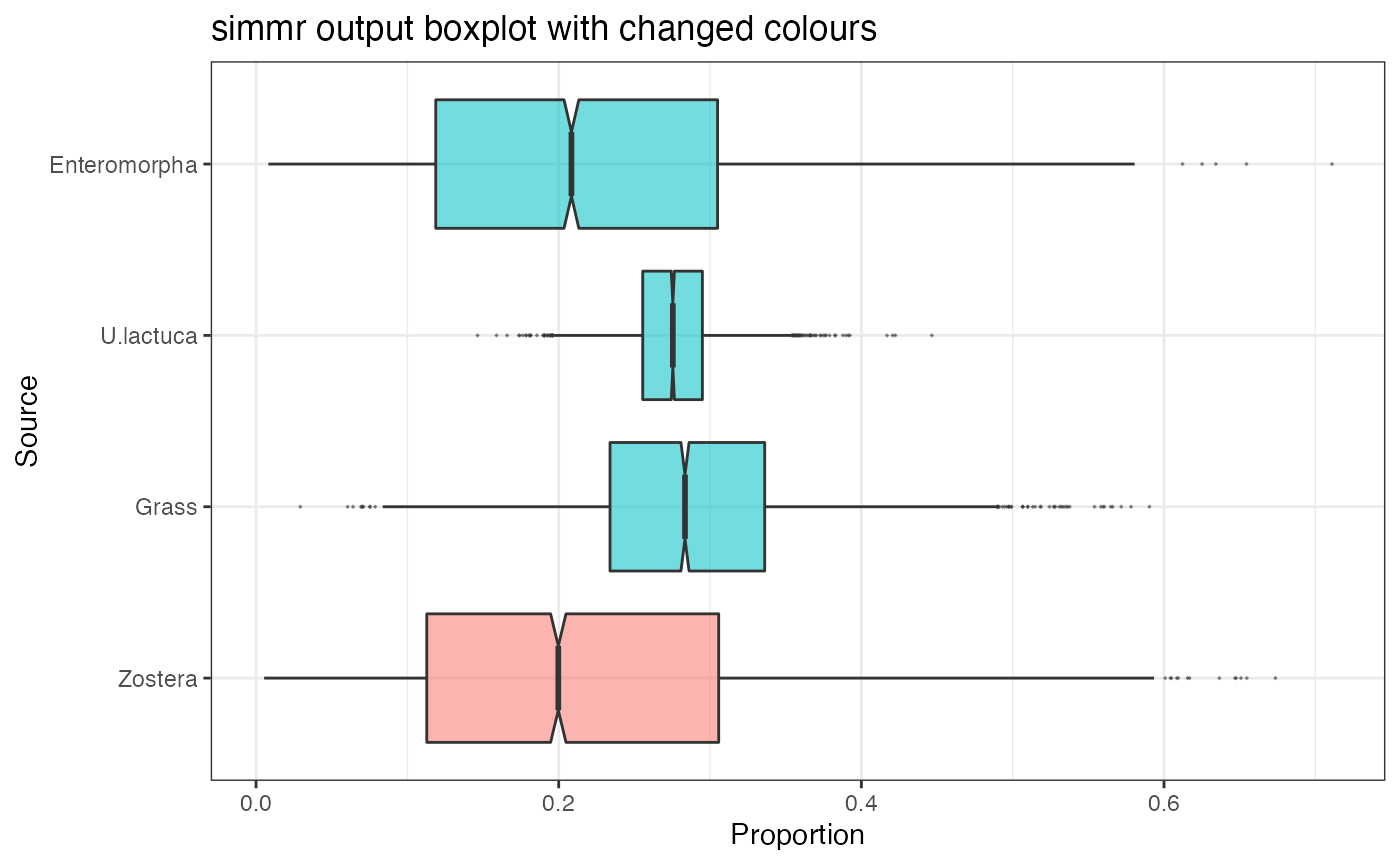 simmr output boxplot with changed colours
Enteromorpha
U.lactuca
Grass
Zostera
Source
0.0 0.2 0.4 0.6
Proportion